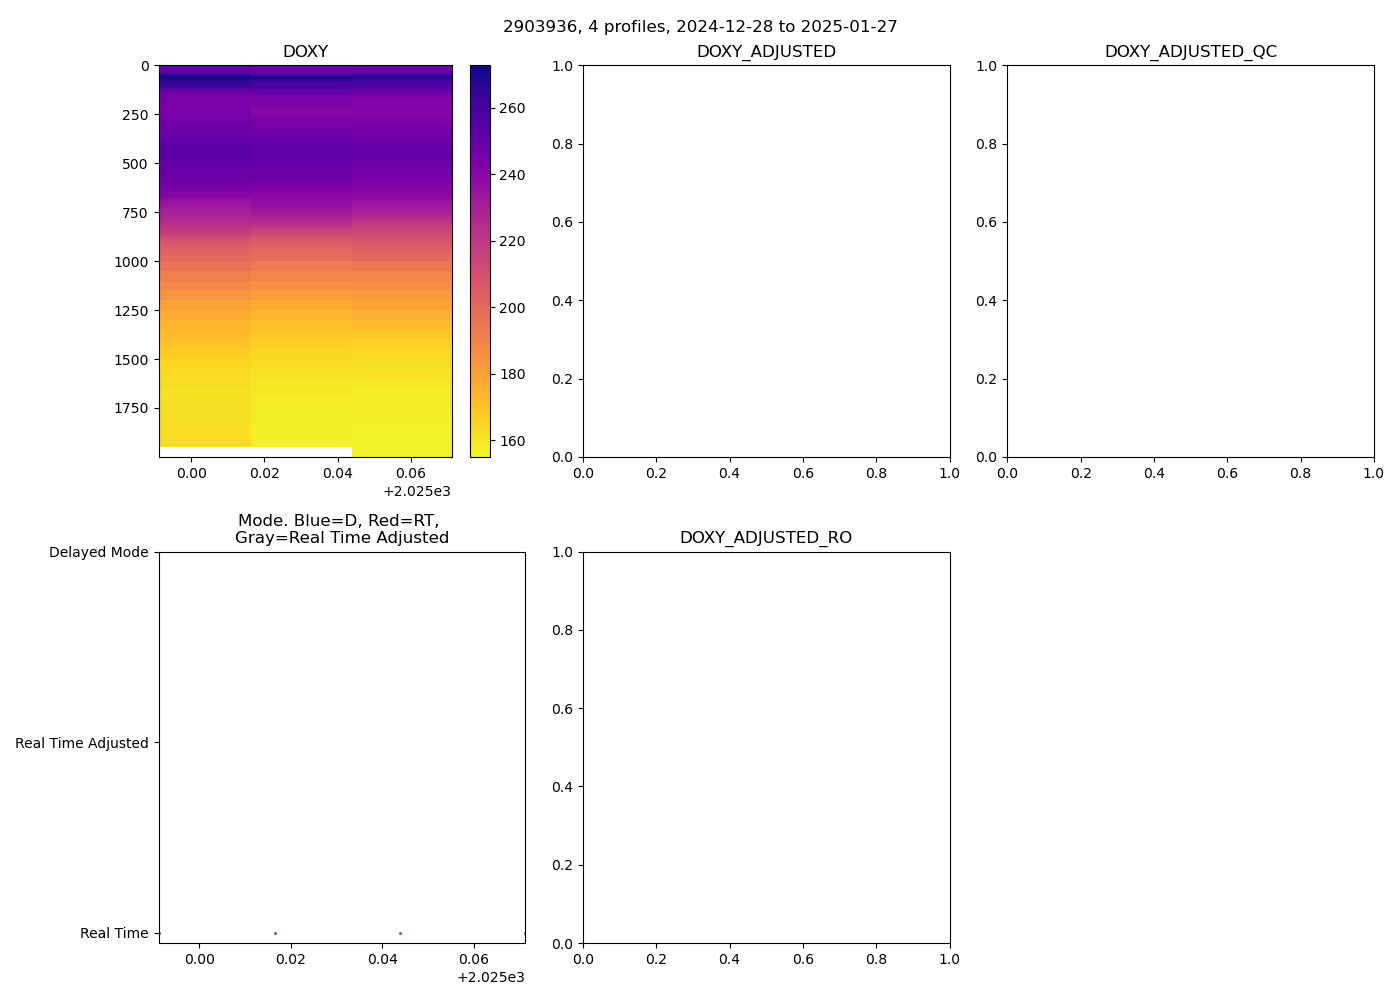 2903936, 4 profiles, 2024-12-28 to 2025-01-27
DOXY
0
250
500
750
1000
1250
1500
1750
0.00 0.02 0.04 0.06
+2.025e3
260
240
220
200
180
160
DOXY_ADJUSTED
1.0
0.8
0.6
0.4
0.2
0.0
0.0 0.2 0.4 0.6 0.8 1.0
DOXY_ADJUSTED_QC
1.0
0.8
0.6
0.4
0.2
0.0
0.0 0.2 0.4 0.6 0.8 1.0
Mode. Blue=D, Red=RT,
Gray=Real Time Adjusted
Delayed Mode
Real Time Adjusted
Real Time
0.00 0.02 0.04 0.06
+2.025e3
DOXY_ADJUSTED_RO
1.0
0.8
0.6
0.4
0.2
0.0
0.0 0.2 0.4 0.6 0.8 1.0